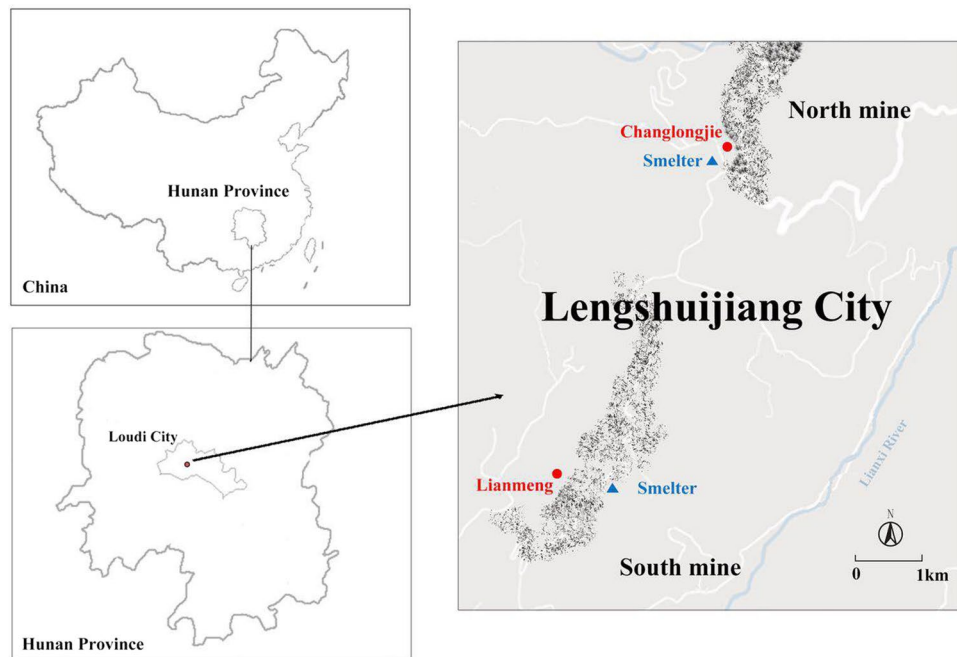 Hunan Province
China
Loudi City
Hunan Province
North mine
Changlongjie
Smelter
Lengshuijiang City
Lianmeng
Smelter
Lianxi River
South mine
N
0 1km